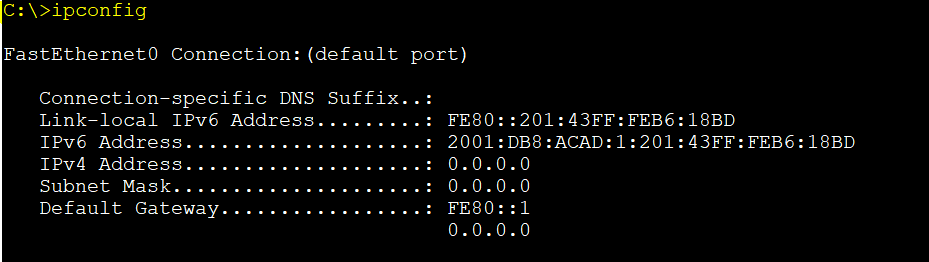 C:\>ipconfig
FastEthernet0 Connection:(default port)
Connection-specific DNS Suffix..:
Link-local IPv6 Address.........: FE80::201:43FF:FEB6:18BD
IPv6 Address....................: 2001:DB8:ACAD:1:201:43FF:FEB6:18BD
IPv4 Address....................: 0.0.0.0
Subnet Mask.....................: 0.0.0.0
Default Gateway.................: FE80::1
0.0.0.0